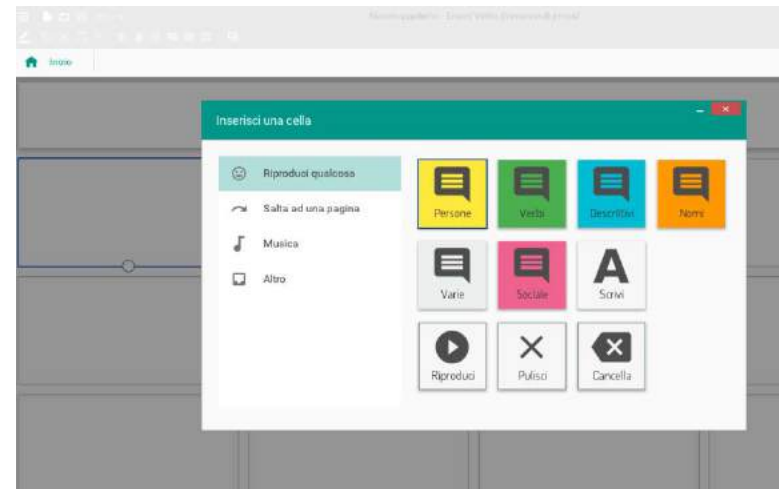 Inizio
Inserisci una cella
Riproduci qualcosa
Salta ad una pagina
Musica
Altro
Persone
Verbi
Descrittivi
Nomi
Varie
Sociale
Scrivi
Riproduci
Pulisci
Cancella